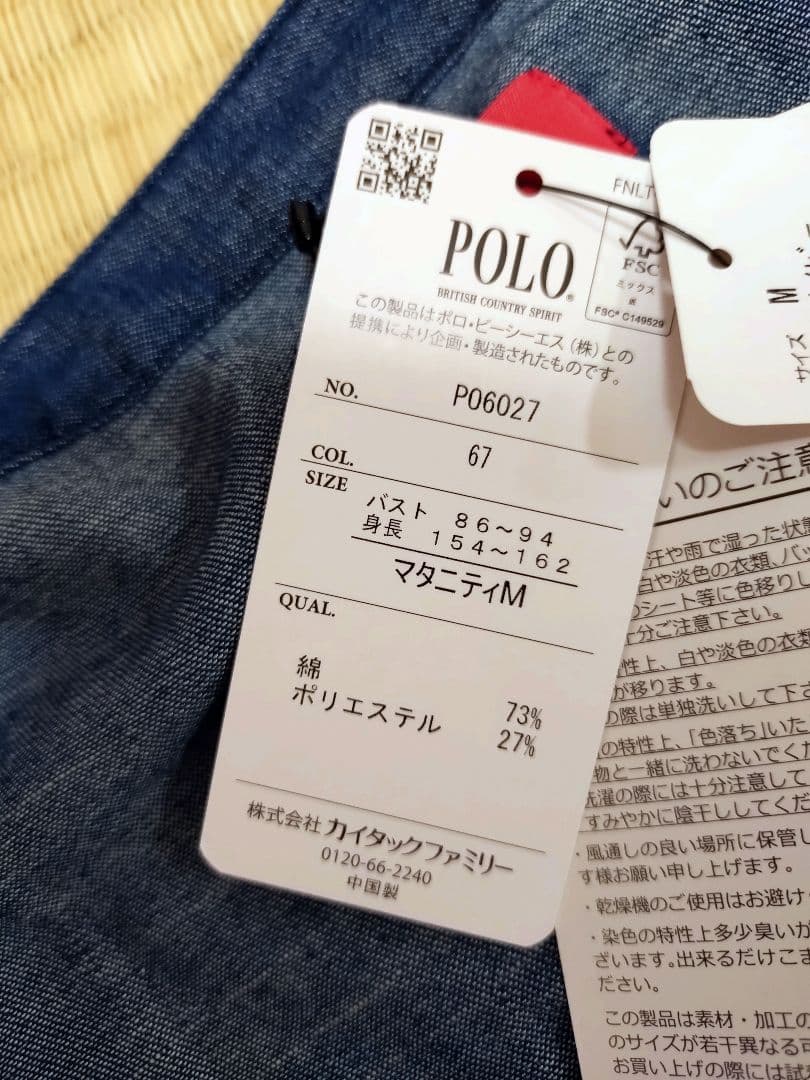 FNLT
FSC
ミックス
紙
FSC® C149529
POLO®
BRITISH COUNTRY SPIRIT
この製品はポロ・ビーシーエス(株)との
提携により企画・製造されたものです。
NO. P06027
COL. 67
SIZE
バスト 86~94
身長 154~162
マタニティM
QUAL.
綿 73%
ポリエステル 27%
株式会社 カイタックファミリー
0120-66-2240
中国製
サイズ M
いのご注意
汗や雨で湿った状態
白や淡色の衣類、バッ
シート等に色移りし
十分ご注意下さい。
性上、白や淡色の衣類
が移ります。
の際は単独洗いして下さ
の特性上、「色落ち」いた
物と一緒に洗わないでくだ
洗濯の際には十分注意して
すみやかに陰干ししてくだ
・風通しの良い場所に保管し
す様お願い申し上げます。
・乾燥機のご使用はお避け
・染色の特性上多少臭いが
ざいます。出来るだけこま
ださい。
この製品は素材・加工の
のサイズが若干異なる可
お買い上げの際には試